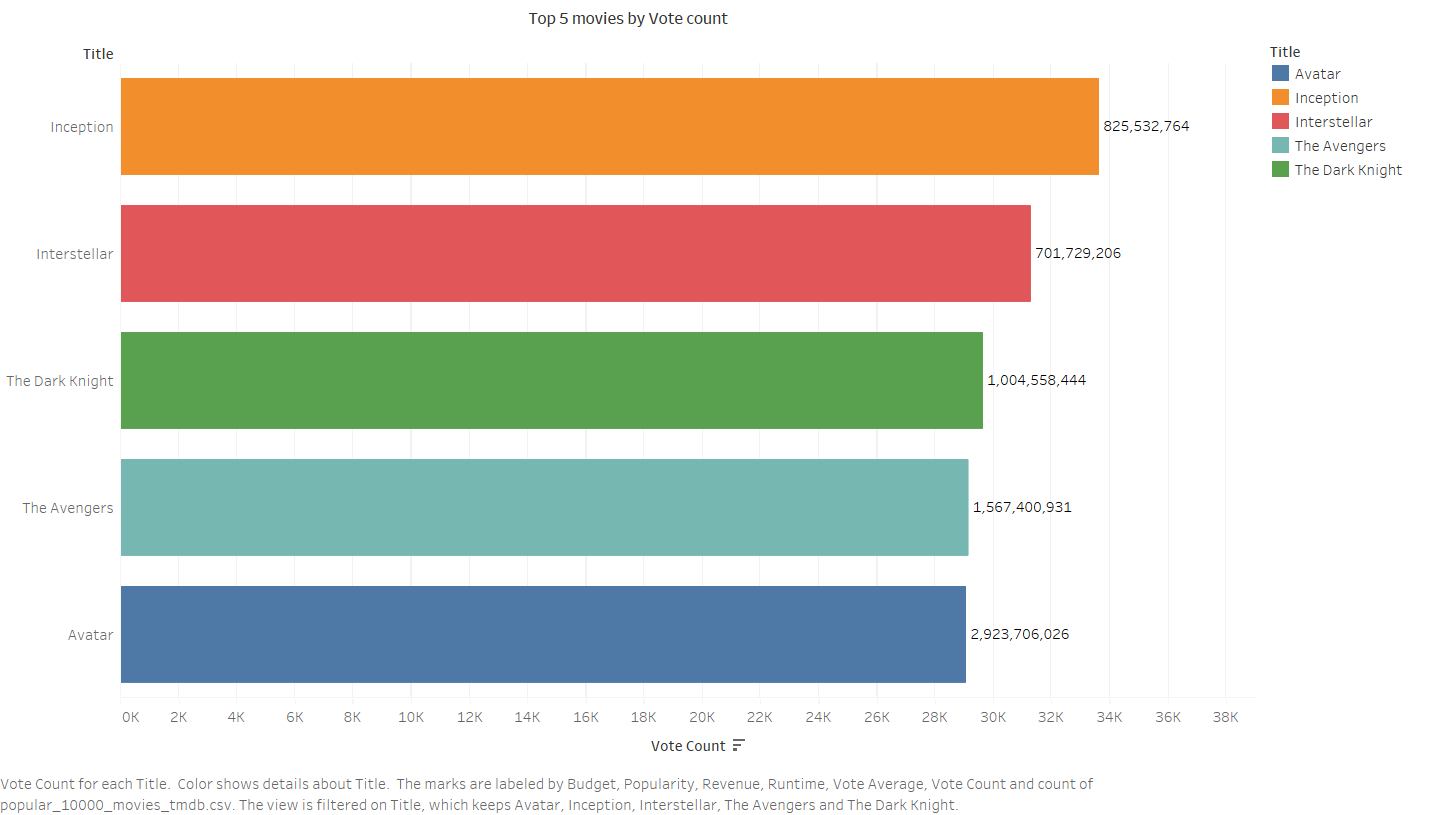 Top 5 movies by Vote count
Title
Inception
825,532,764
Interstellar
701,729,206
The Dark Knight
1,004,558,444
The Avengers
1,567,400,931
Avatar
2,923,706,026
0K 2K 4K 6K 8K 10K 12K 14K 16K 18K 20K 22K 24K 26K 28K 30K 32K 34K 36K 38K
Vote Count
Title
Avatar
Inception
Interstellar
The Avengers
The Dark Knight
Vote Count for each Title. Color shows details about Title. The marks are labeled by Budget, Popularity, Revenue, Runtime, Vote Average, Vote Count and count of
popular_10000_movies_tmdb.csv. The view is filtered on Title, which keeps Avatar, Inception, Interstellar, The Avengers and The Dark Knight.